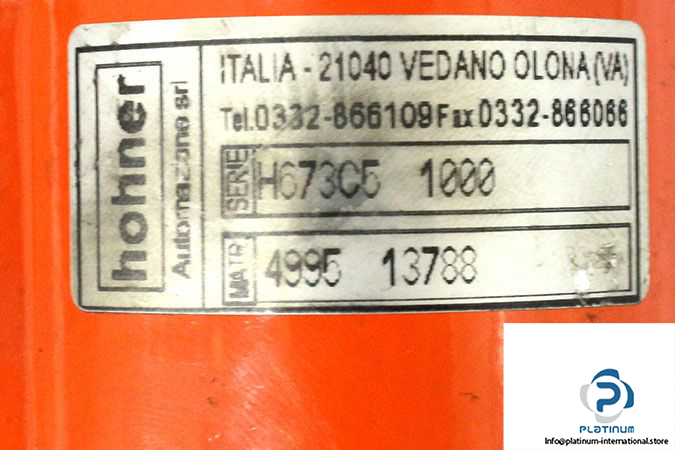 hohner
Automazione srl
ITALIA - 21040 VEDANO OLONA (VA)
Tel.0332-866109 Fax 0332-866066
SERIE H673C5 1000
MATR 4995 13788
PLATINUM
Info@platinum-international.store